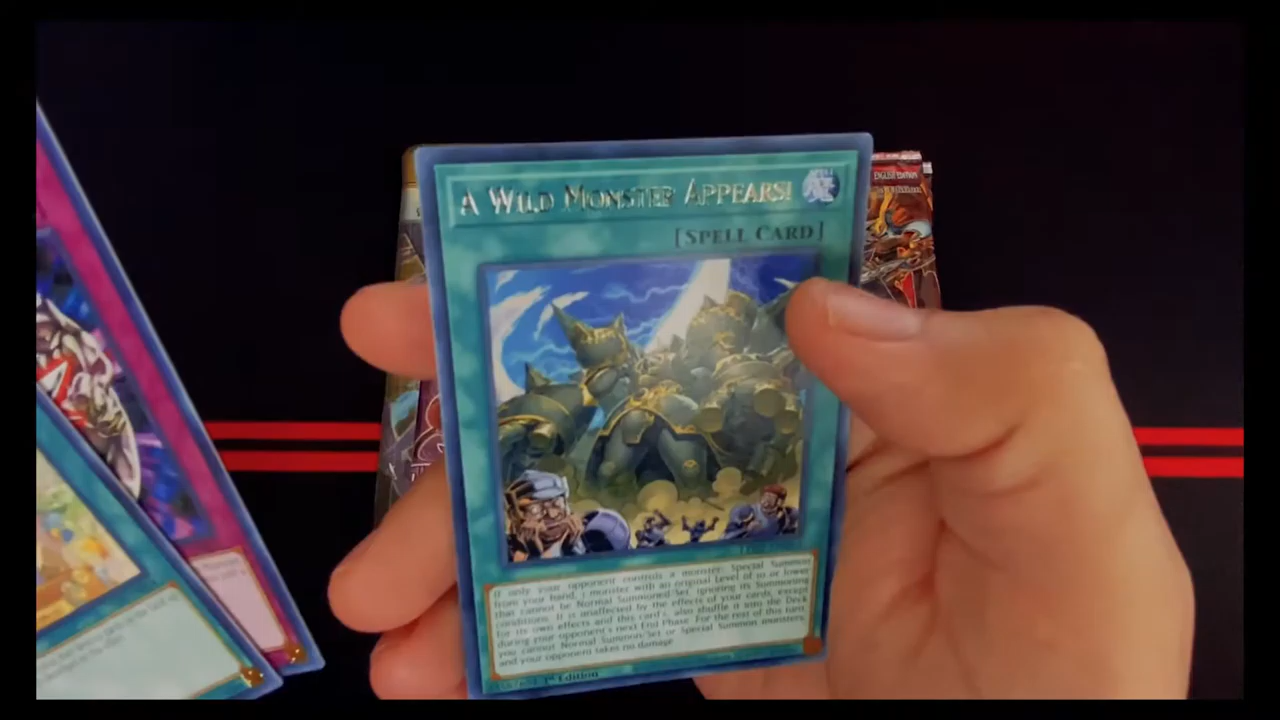 A WILD MONSTER APPEARS!
[SPELL CARD]
If only your opponent controls a monster: Special Summon
from your hand, 1 monster with an original Level of 10 or lower
that cannot be Normal Summoned/Set, ignoring its Summoning
conditions. It is unaffected by the effects of your cards, except
for its own effects and this card's, also shuffle it into the Deck
during your opponent's next End Phase. For the rest of this turn,
you cannot Normal Summon/Set or Special Summon monsters,
and your opponent takes no damage.
1st Edition
ENGLISH EDITION